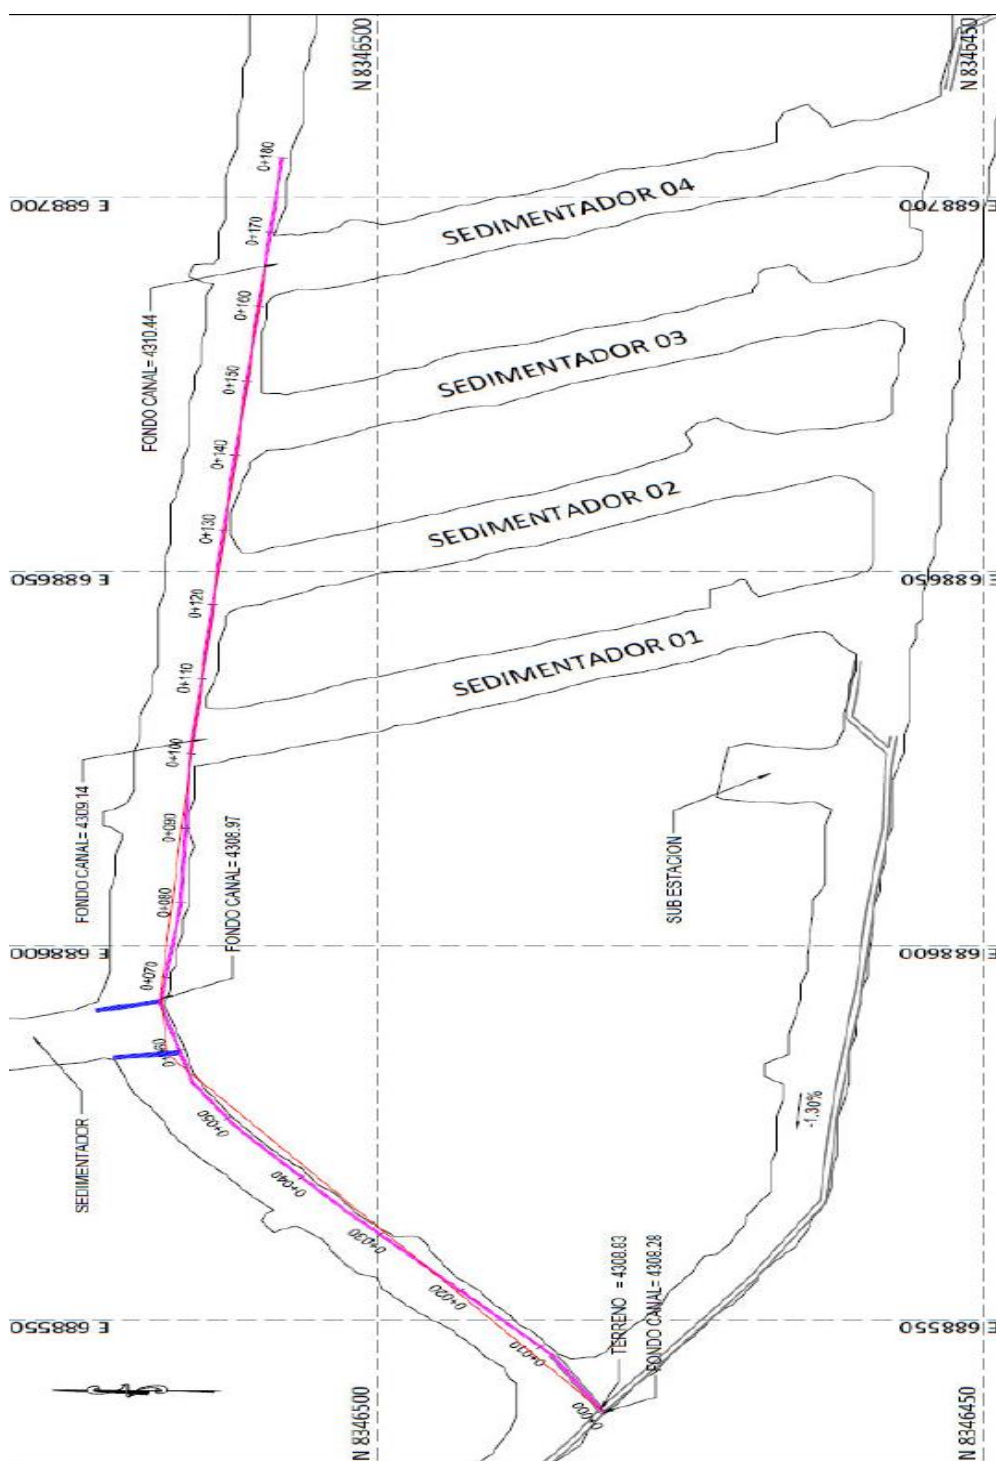 N 8346500
N 8346450
E 688700
E 688700
0+180
0+170
0+160
0+150
0+140
0+130
0+120
0+110
0+100
0+090
0+080
0+070
0+050
0+040
0+030
0+020
0+010
0+000
SEDIMENTADOR 04
FONDO CANAL= 4310.44
SEDIMENTADOR 03
SEDIMENTADOR 02
E 688650
E 688650
SEDIMENTADOR 01
FONDO CANAL= 4309.14
FONDO CANAL= 4308.97
SUB ESTACION
E 688600
E 688600
SEDIMENTADOR
-1.30%
TERRENO = 4308.83
FONDO CANAL= 4308.28
E 688550
E 688550
N 8346500
N 8346450